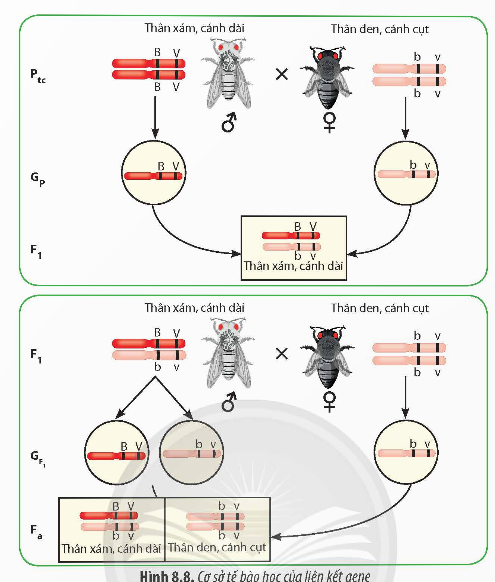 Thân xám, cánh dài Thân đen, cánh cụt
B V
Ptc
B V
b v
b v
♂ × ♀
GP
B V
b v
F1
B V
b v
Thân xám, cánh dài
Thân xám, cánh dài Thân đen, cánh cụt
F1
B V
b v
b v
b v
♂ × ♀
GF1
B V
b v
b v
Fa
B V
b v
b v
b v
Thân xám, cánh dài Thân đen, cánh cụt
Hình 8.8. Cơ sở tế bào học của liên kết gene